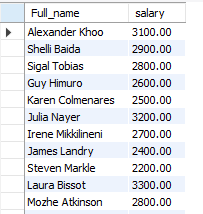 Full_name salary
Alexander Khoo 3100.00
Shelli Baida 2900.00
Sigal Tobias 2800.00
Guy Himuro 2600.00
Karen Colmenares 2500.00
Julia Nayer 3200.00
Irene Mikkilineni 2700.00
James Landry 2400.00
Steven Markle 2200.00
Laura Bissot 3300.00
Mozhe Atkinson 2800.00